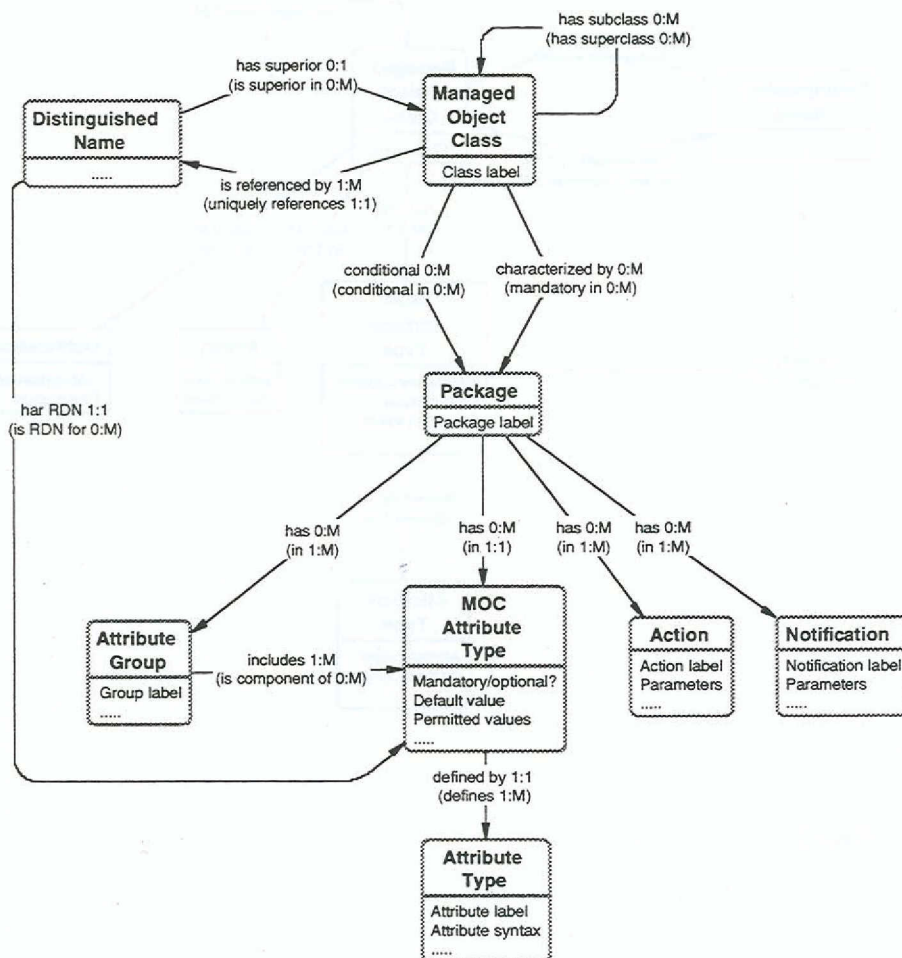 has subclass 0:M
(has superclass 0:M)
has superior 0:1
(is superior in 0:M)
Managed
Object
Class
Class label
Distinguished
Name
.....
is referenced by 1:M
(uniquely references 1:1)
conditional 0:M
(conditional in 0:M)
characterized by 0:M
(mandatory in 0:M)
Package
Package label
har RDN 1:1
(is RDN for 0:M)
has 0:M
(in 1:M)
has 0:M
(in 1:1)
has 0:M
(in 1:M)
has 0:M
(in 1:M)
Attribute
Group
Group label
.....
includes 1:M
(is component of 0:M)
MOC
Attribute
Type
Mandatory/optional?
Default value
Permitted values
.....
Action
Action label
Parameters
.....
Notification
Notification label
Parameters
.....
defined by 1:1
(defines 1:M)
Attribute
Type
Attribute label
Attribute syntax
.....